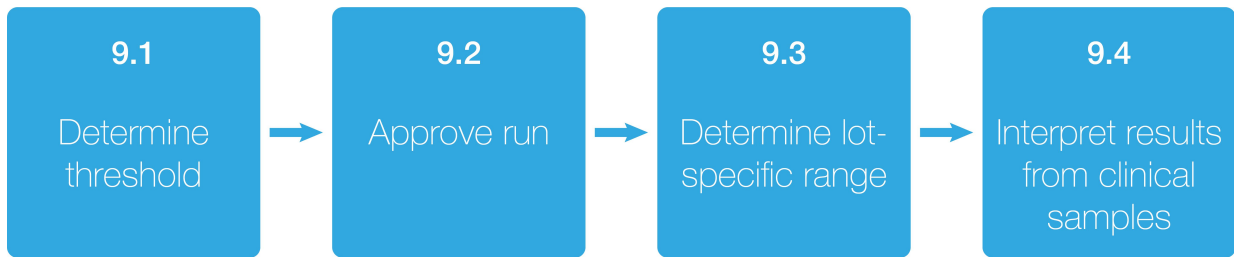 9.1
Determine
threshold
9.2
Approve run
9.3
Determine lot-
specific range
9.4
Interpret results
from clinical
samples